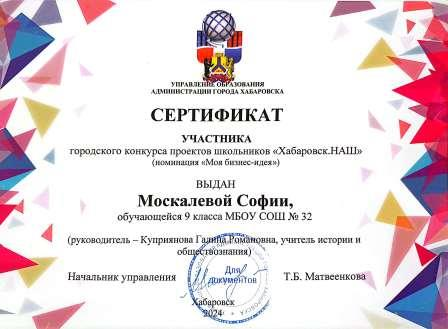 УПРАВЛЕНИЕ ОБРАЗОВАНИЯ
АДМИНИСТРАЦИИ ГОРОДА ХАБАРОВСКА
СЕРТИФИКАТ
УЧАСТНИКА
городского конкурса проектов школьников «Хабаровск.НАШ»
(номинация «Моя бизнес-идея»)
ВЫДАН
Москалевой Софии,
обучающейся 9 класса МБОУ СОШ № 32
(руководитель – Куприянова Галина Романовна, учитель истории и
обществознания)
Начальник управления
Для
документов
Т.Б. Матвеенкова
Хабаровск
2024